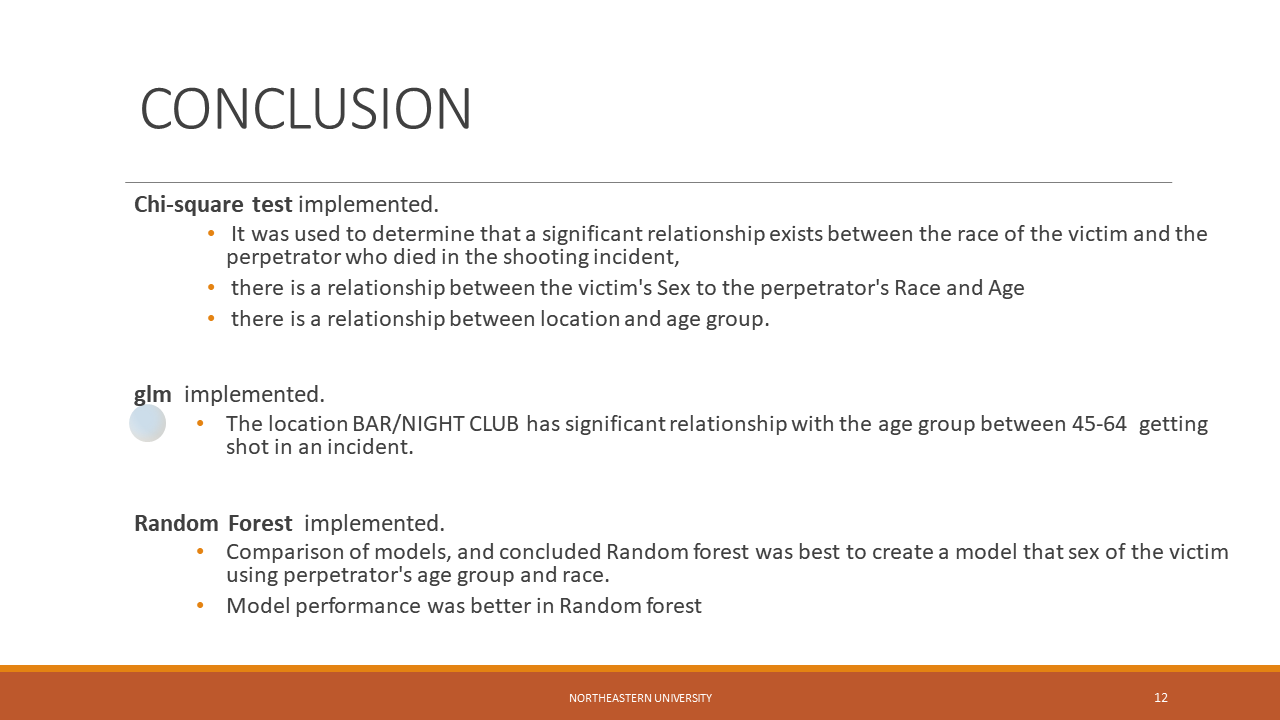 CONCLUSION
Chi-square test implemented.
• It was used to determine that a significant relationship exists between the race of the victim and the
perpetrator who died in the shooting incident,
• there is a relationship between the victim's Sex to the perpetrator's Race and Age
• there is a relationship between location and age group.
glm implemented.
• The location BAR/NIGHT CLUB has significant relationship with the age group between 45-64 getting
shot in an incident.
Random Forest implemented.
• Comparison of models, and concluded Random forest was best to create a model that sex of the victim
using perpetrator's age group and race.
• Model performance was better in Random forest
NORTHEASTERN UNIVERSITY
12